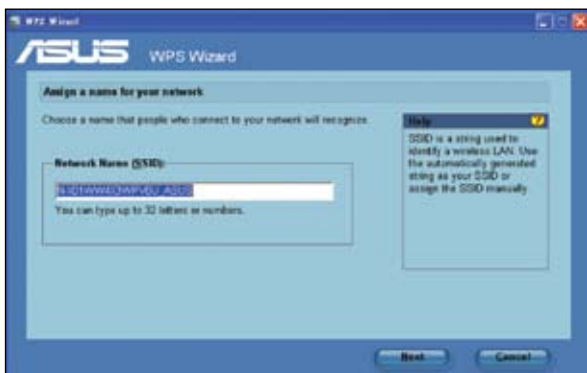 WPS Wizard
ASUS WPS Wizard
Assign a name for your network
Choose a name that people who connect to your network will recognize.
Network Name (SSID):
You can type up to 32 letters or numbers.
Help
SSID is a string used to
identify a wireless LAN. Use
the automatically generated
string as your SSID or
assign the SSID manually
Next
Cancel